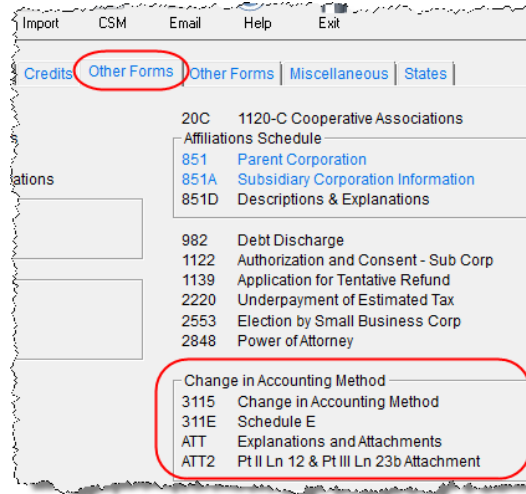 Import CSM Email Help Exit
Credits Other Forms Other Forms Miscellaneous States
20C 1120-C Cooperative Associations
Affiliations Schedule
851 Parent Corporation
ations
851A Subsidiary Corporation Information
851D Descriptions & Explanations
982 Debt Discharge
1122 Authorization and Consent - Sub Corp
1139 Application for Tentative Refund
2220 Underpayment of Estimated Tax
2553 Election by Small Business Corp
2848 Power of Attorney
Change in Accounting Method
3115 Change in Accounting Method
311E Schedule E
ATT Explanations and Attachments
ATT2 Pt II Ln 12 & Pt III Ln 23b Attachment